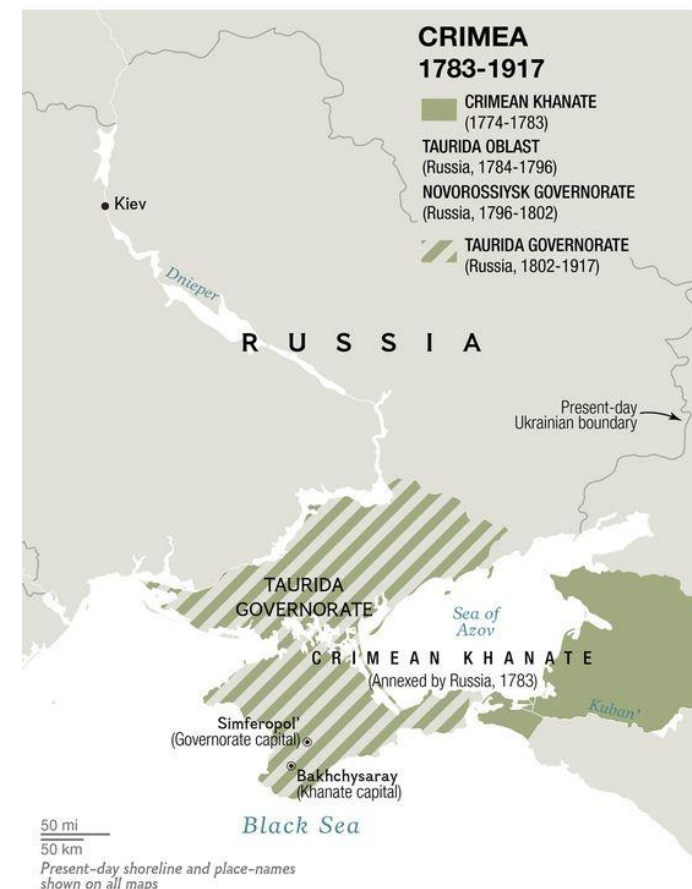 CRIMEA
1783-1917
CRIMEAN KHANATE
(1774-1783)
TAURIDA OBLAST
(Russia, 1784-1796)
NOVOROSSIYSK GOVERNORATE
(Russia, 1796-1802)
TAURIDA GOVERNORATE
(Russia, 1802-1917)
Kiev
Dnieper
RUSSIA
Present-day
Ukrainian boundary
TAURIDA
GOVERNORATE
Sea of
Azov
CRIMEAN KHANATE
(Annexed by Russia, 1783)
Kuban'
Simferopol'
(Governorate capital)
Bakhchysaray
(Khanate capital)
Black Sea
50 mi
50 km
Present-day shoreline and place-names
shown on all maps